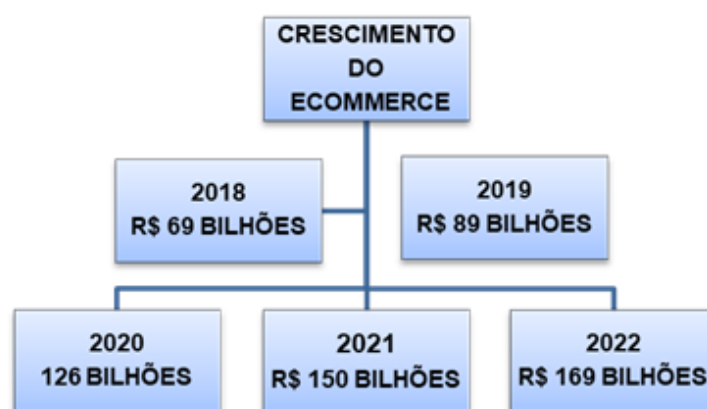 CRESCIMENTO
DO
ECOMMERCE
2018
R$ 69 BILHÕES
2019
R$ 89 BILHÕES
2020
126 BILHÕES
2021
R$ 150 BILHÕES
2022
R$ 169 BILHÕES